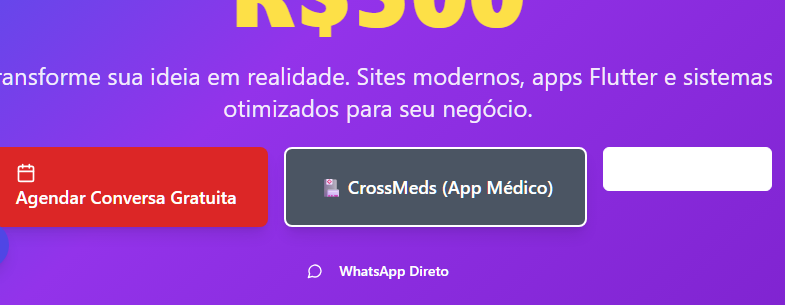 R$500
ransforme sua ideia em realidade. Sites modernos, apps Flutter e sistemas
otimizados para seu negócio.
Agendar Conversa Gratuita
CrossMeds (App Médico)
WhatsApp Direto